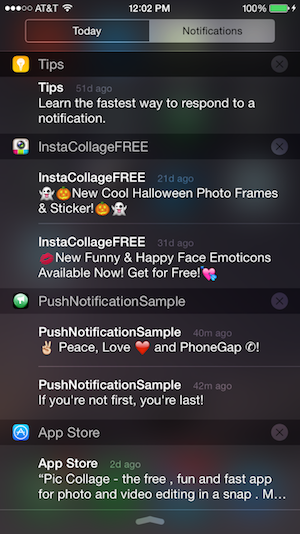 AT&T 12:02 PM 100%
Today Notifications
Tips
Tips 51d ago
Learn the fastest way to respond to a
notification.
InstaCollageFREE
InstaCollageFREE 21d ago
👻🎃New Cool Halloween Photo Frames
& Sticker!🎃👻
InstaCollageFREE 31d ago
💋New Funny & Happy Face Emoticons
Available Now! Get for Free!💘
PushNotificationSample
PushNotificationSample 40m ago
✌🏼 Peace, Love ❤️ and PhoneGap ✆!
PushNotificationSample 42m ago
If you're not first, you're last!
App Store
App Store 2d ago
“Pic Collage - the free , fun and fast app
for photo and video editing in a snap . M...